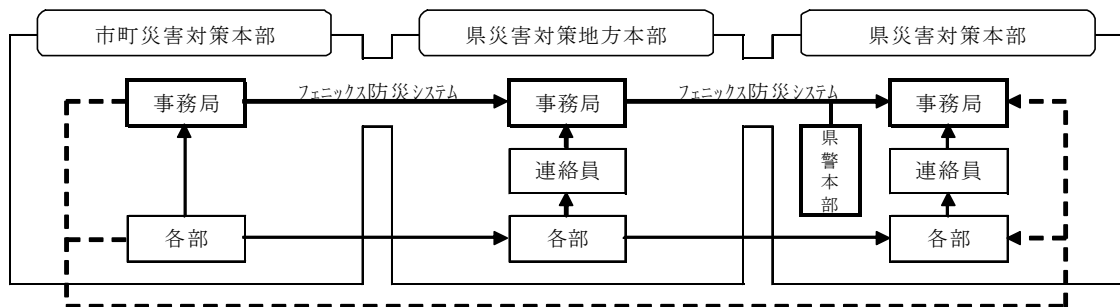 市町災害対策本部
県災害対策地方本部
県災害対策本部
事務局
フェニックス防災システム
事務局
フェニックス防災システム
事務局
県警本部
連絡員
連絡員
各部
各部
各部